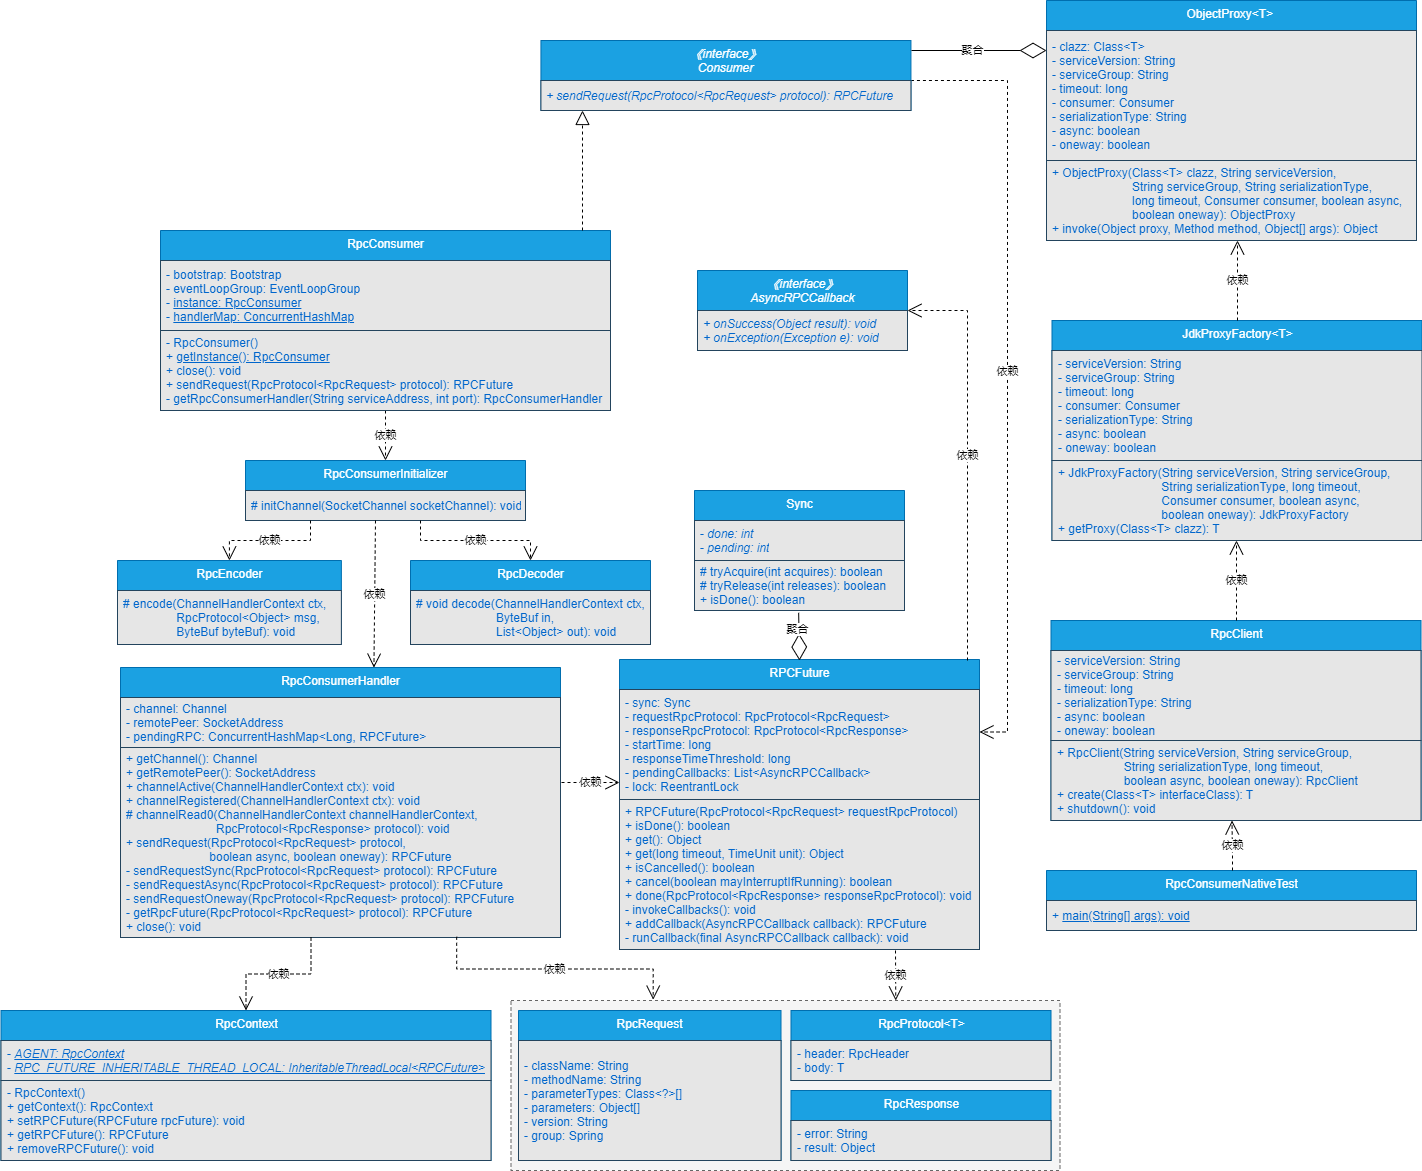 ObjectProxy<T>
- clazz: Class<T>
- serviceVersion: String
- serviceGroup: String
- timeout: long
- consumer: Consumer
- serializationType: String
- async: boolean
- oneway: boolean
+ ObjectProxy(Class<T> clazz, String serviceVersion,
String serviceGroup, String serializationType,
long timeout, Consumer consumer, boolean async,
boolean oneway): ObjectProxy
+ invoke(Object proxy, Method method, Object[] args): Object
聚合
《interface》
Consumer
+ sendRequest(RpcProtocol<RpcRequest> protocol): RPCFuture
RpcConsumer
- bootstrap: Bootstrap
- eventLoopGroup: EventLoopGroup
- instance: RpcConsumer
- handlerMap: ConcurrentHashMap
- RpcConsumer()
+ getInstance(): RpcConsumer
+ close(): void
+ sendRequest(RpcProtocol<RpcRequest> protocol): RPCFuture
- getRpcConsumerHandler(String serviceAddress, int port): RpcConsumerHandler
《interface》
AsyncRPCCallback
+ onSuccess(Object result): void
+ onException(Exception e): void
依赖
依赖
JdkProxyFactory<T>
- serviceVersion: String
- serviceGroup: String
- timeout: long
- consumer: Consumer
- serializationType: String
- async: boolean
- oneway: boolean
+ JdkProxyFactory(String serviceVersion, String serviceGroup,
String serializationType, long timeout,
Consumer consumer, boolean async,
boolean oneway): JdkProxyFactory
+ getProxy(Class<T> clazz): T
依赖
依赖
RpcConsumerInitializer
# initChannel(SocketChannel socketChannel): void
依赖
依赖
依赖
RpcEncoder
# encode(ChannelHandlerContext ctx,
RpcProtocol<Object> msg,
ByteBuf byteBuf): void
RpcDecoder
# void decode(ChannelHandlerContext ctx,
ByteBuf in,
List<Object> out): void
Sync
- done: int
- pending: int
# tryAcquire(int acquires): boolean
# tryRelease(int releases): boolean
+ isDone(): boolean
聚合
依赖
RpcClient
- serviceVersion: String
- serviceGroup: String
- timeout: long
- serializationType: String
- async: boolean
- oneway: boolean
+ RpcClient(String serviceVersion, String serviceGroup,
String serializationType, long timeout,
boolean async, boolean oneway): RpcClient
+ create(Class<T> interfaceClass): T
+ shutdown(): void
依赖
RpcConsumerNativeTest
+ main(String[] args): void
RpcConsumerHandler
- channel: Channel
- remotePeer: SocketAddress
- pendingRPC: ConcurrentHashMap<Long, RPCFuture>
+ getChannel(): Channel
+ getRemotePeer(): SocketAddress
+ channelActive(ChannelHandlerContext ctx): void
+ channelRegistered(ChannelHandlerContext ctx): void
# channelRead0(ChannelHandlerContext channelHandlerContext,
RpcProtocol<RpcResponse> protocol): void
+ sendRequest(RpcProtocol<RpcRequest> protocol,
boolean async, boolean oneway): RPCFuture
- sendRequestSync(RpcProtocol<RpcRequest> protocol): RPCFuture
- sendRequestAsync(RpcProtocol<RpcRequest> protocol): RPCFuture
- sendRequestOneway(RpcProtocol<RpcRequest> protocol): RPCFuture
- getRpcFuture(RpcProtocol<RpcRequest> protocol): RPCFuture
+ close(): void
依赖
RPCFuture
- sync: Sync
- requestRpcProtocol: RpcProtocol<RpcRequest>
- responseRpcProtocol: RpcProtocol<RpcResponse>
- startTime: long
- responseTimeThreshold: long
- pendingCallbacks: List<AsyncRPCCallback>
- lock: ReentrantLock
+ RPCFuture(RpcProtocol<RpcRequest> requestRpcProtocol)
+ isDone(): boolean
+ get(): Object
+ get(long timeout, TimeUnit unit): Object
+ isCancelled(): boolean
+ cancel(boolean mayInterruptIfRunning): boolean
+ done(RpcProtocol<RpcResponse> responseRpcProtocol): void
- invokeCallbacks(): void
+ addCallback(AsyncRPCCallback callback): RPCFuture
- runCallback(final AsyncRPCCallback callback): void
依赖
依赖
依赖
RpcContext
- AGENT: RpcContext
- RPC_FUTURE_INHERITABLE_THREAD_LOCAL: InheritableThreadLocal<RPCFuture>
- RpcContext()
+ getContext(): RpcContext
+ setRPCFuture(RPCFuture rpcFuture): void
+ getRPCFuture(): RPCFuture
+ removeRPCFuture(): void
RpcRequest
- className: String
- methodName: String
- parameterTypes: Class<?>[]
- parameters: Object[]
- version: String
- group: Spring
RpcProtocol<T>
- header: RpcHeader
- body: T
RpcResponse
- error: String
- result: Object